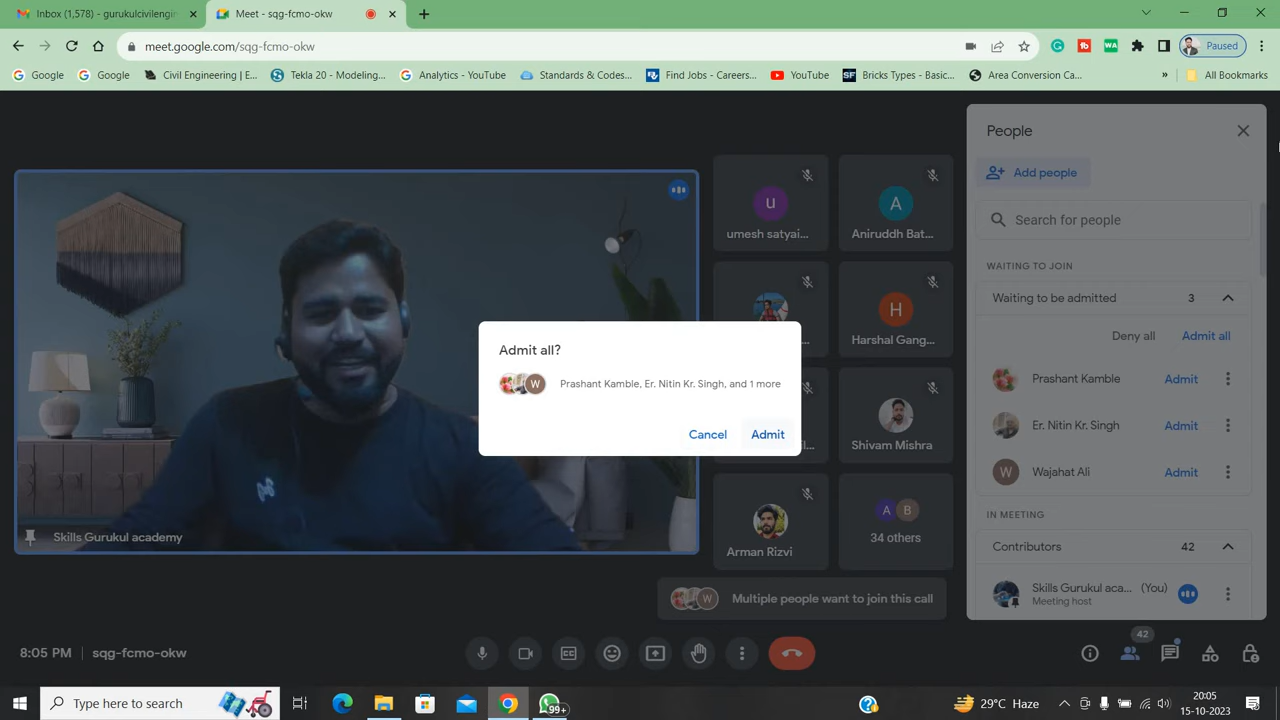 Inbox (1,578) - gurukulcivilengin
Meet - sqg-fcmo-okw
meet.google.com/sqg-fcmo-okw
Paused
Google
Google
Civil Engineering | E...
Tekla 20 - Modeling...
Analytics - YouTube
Standards & Codes...
Find Jobs - Careers...
YouTube
Bricks Types - Basic...
Area Conversion Ca...
»
All Bookmarks
People
Add people
Search for people
WAITING TO JOIN
Waiting to be admitted 3
Deny all Admit all
Prashant Kamble Admit
Er. Nitin Kr. Singh Admit
W Wajahat Ali Admit
IN MEETING
Contributors 42
Skills Gurukul aca... (You)
Meeting host
u
umesh satyai...
A
Aniruddh Bat...
H
Harshal Gang...
Shivam Mishra
Arman Rizvi
A B
34 others
Admit all?
W
Prashant Kamble, Er. Nitin Kr. Singh, and 1 more
Cancel Admit
Skills Gurukul academy
W
Multiple people want to join this call
8:05 PM sqg-fcmo-okw
42
Type here to search
99+
29°C Haze
20:05
15-10-2023